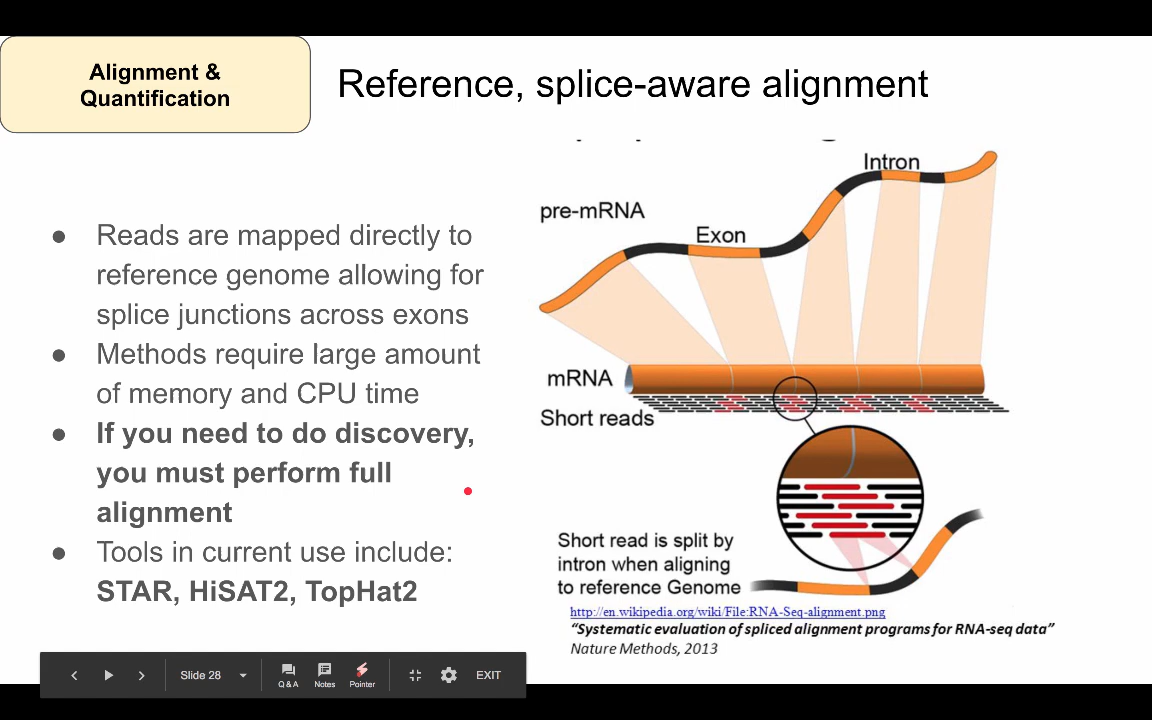 Alignment &
Quantification
Reference, splice-aware alignment
● Reads are mapped directly to
reference genome allowing for
splice junctions across exons
● Methods require large amount
of memory and CPU time
● If you need to do discovery,
you must perform full
alignment
● Tools in current use include:
STAR, HiSAT2, TopHat2
Intron
pre-mRNA
Exon
mRNA
Short reads
Short read is split by
intron when aligning
to reference Genome
http://en.wikipedia.org/wiki/File:RNA-Seq-alignment.png
“Systematic evaluation of spliced alignment programs for RNA-seq data”
Nature Methods, 2013
Slide 28
Q & A
Notes
Pointer
EXIT